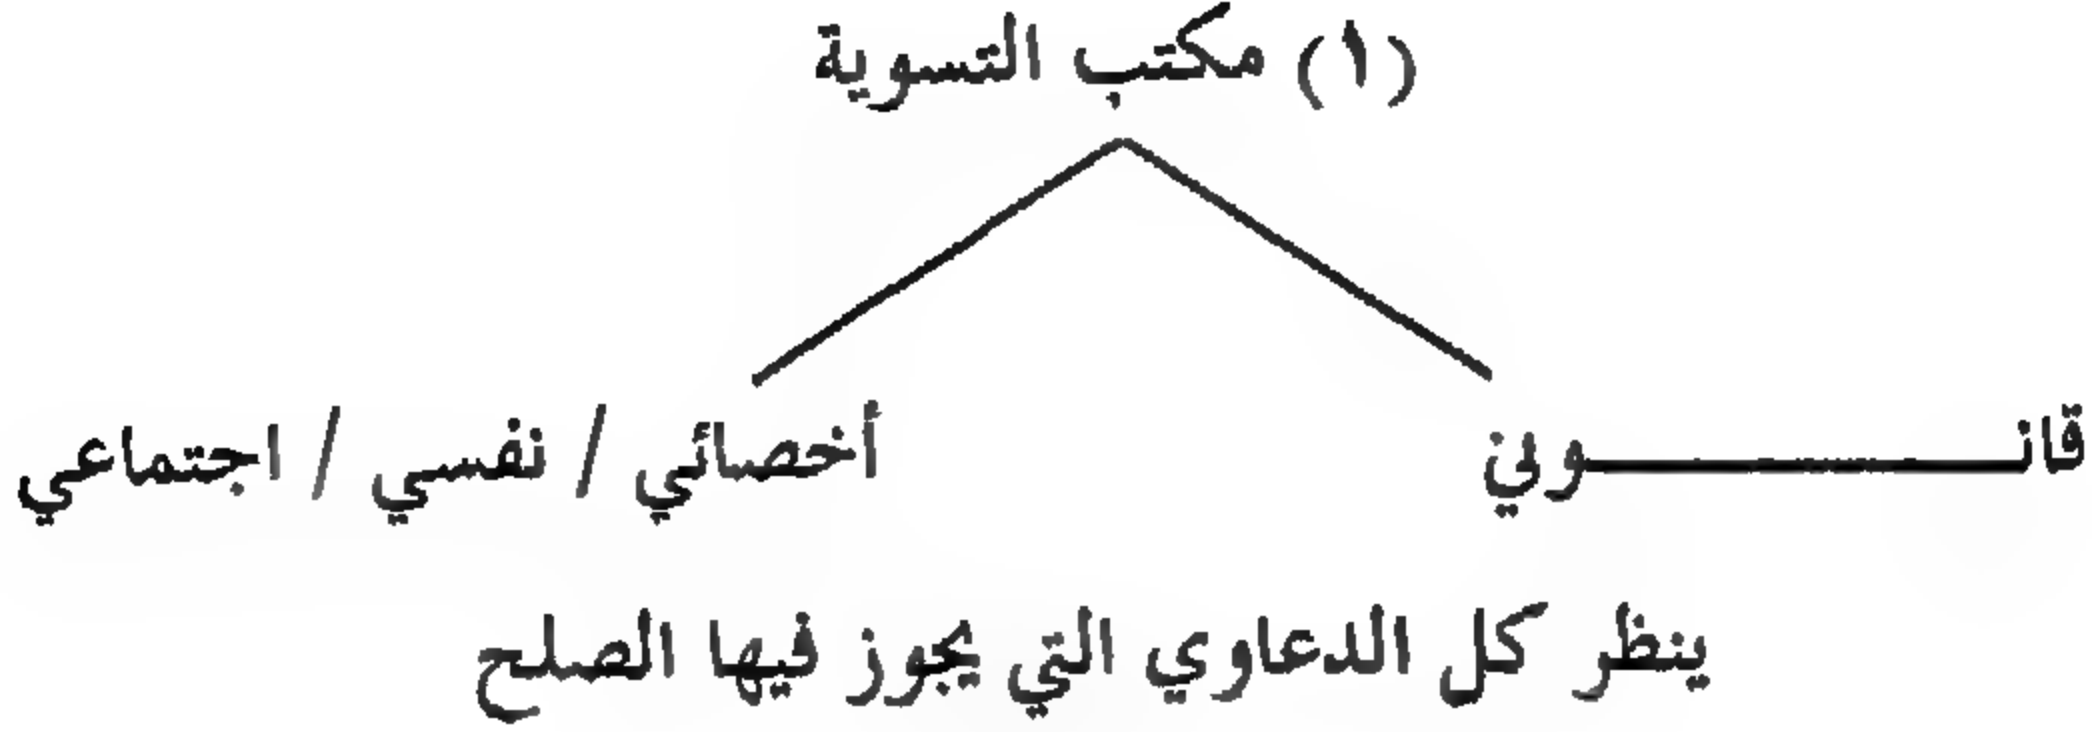 (١) مكتب التسوية
قانـــــــــوني أخصائي / نفسي / اجتماعي
ينظر كل الدعاوي التي يجوز فيها الصلح